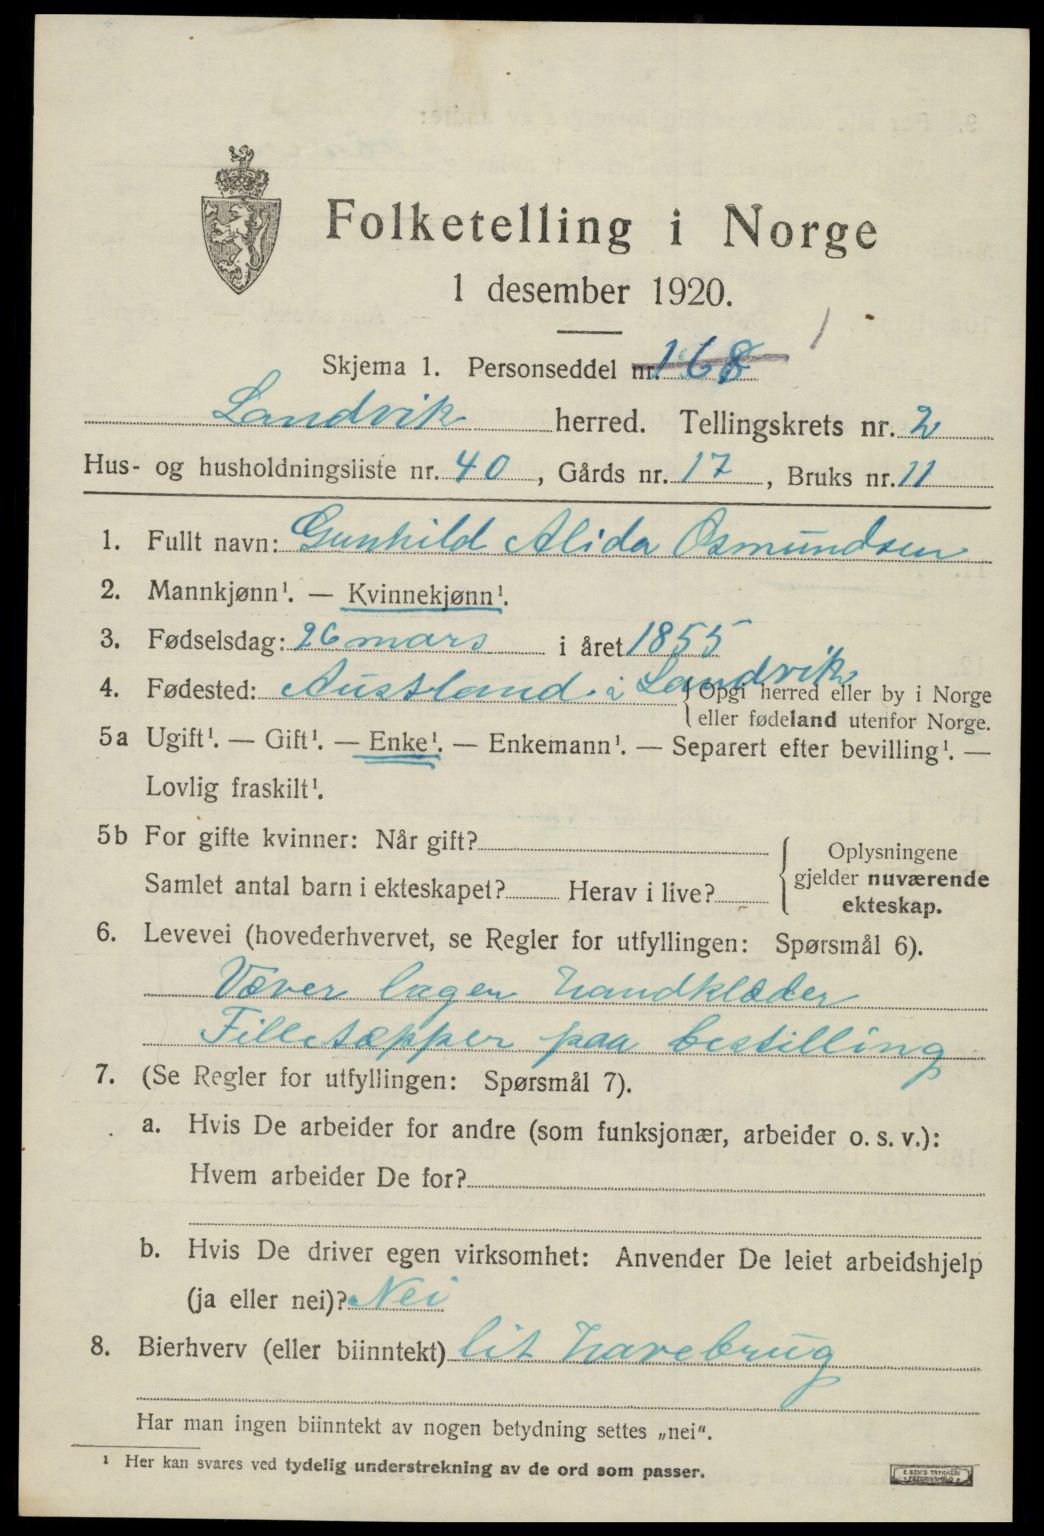 Folketelling i Norge
1 desember 1920.
Skjema 1. Personseddel nr. 168 1
Landvik herred. Tellingskrets nr. 2
Hus- og husholdningsliste nr. 40, Gårds nr. 17, Bruks nr. 11
1. Fullt navn: Gunhild Alida Osmundsen
2. Mannkjønn¹. — Kvinnekjønn¹.
3. Fødselsdag: 26 mars i året 1855
4. Fødested: Austland i Landvik { Opgi herred eller by i Norge
eller fødeland utenfor Norge.
5a Ugift¹. — Gift¹. — Enke¹. — Enkemann¹. — Separert efter bevilling¹. —
Lovlig fraskilt¹.
5b For gifte kvinner: Når gift?
Samlet antal barn i ekteskapet? Herav i live?
Oplysningene
gjelder nuværende
ekteskap.
6. Levevei (hovederhvervet, se Regler for utfyllingen: Spørsmål 6).
Væver lager Handklæder
Filletæpper paa bestilling
7. (Se Regler for utfyllingen: Spørsmål 7).
a. Hvis De arbeider for andre (som funksjonær, arbeider o. s. v.):
Hvem arbeider De for?
b. Hvis De driver egen virksomhet: Anvender De leiet arbeidshjelp
(ja eller nei)? Nei
8. Bierhverv (eller biinntekt) lit Havebrug
Har man ingen biinntekt av nogen betydning settes „nei".
¹ Her kan svares ved tydelig understrekning av de ord som passer.